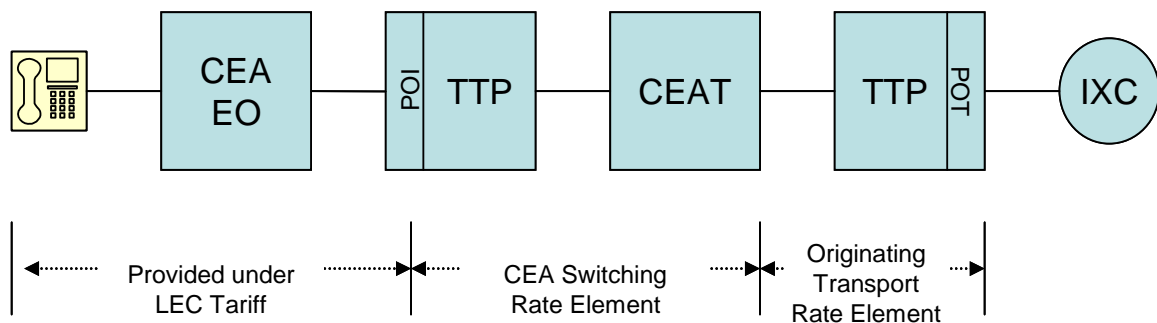 CEA
EO
POI
TTP
CEAT
TTP
POT
IXC
Provided under
LEC Tariff
CEA Switching
Rate Element
Originating
Transport
Rate Element